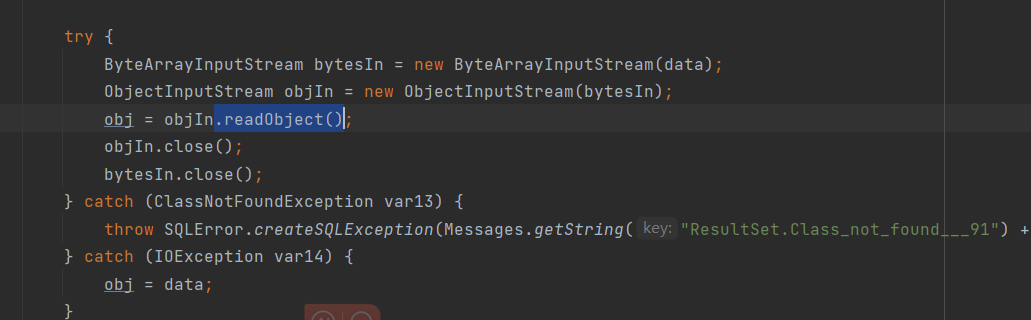 try {
ByteArrayInputStream bytesIn = new ByteArrayInputStream(data);
ObjectInputStream objIn = new ObjectInputStream(bytesIn);
obj = objIn.readObject();
objIn.close();
bytesIn.close();
} catch (ClassNotFoundException var13) {
throw SQLError.createSQLException(Messages.getString( key: "ResultSet.Class_not_found___91") +
} catch (IOException var14) {
obj = data;
}